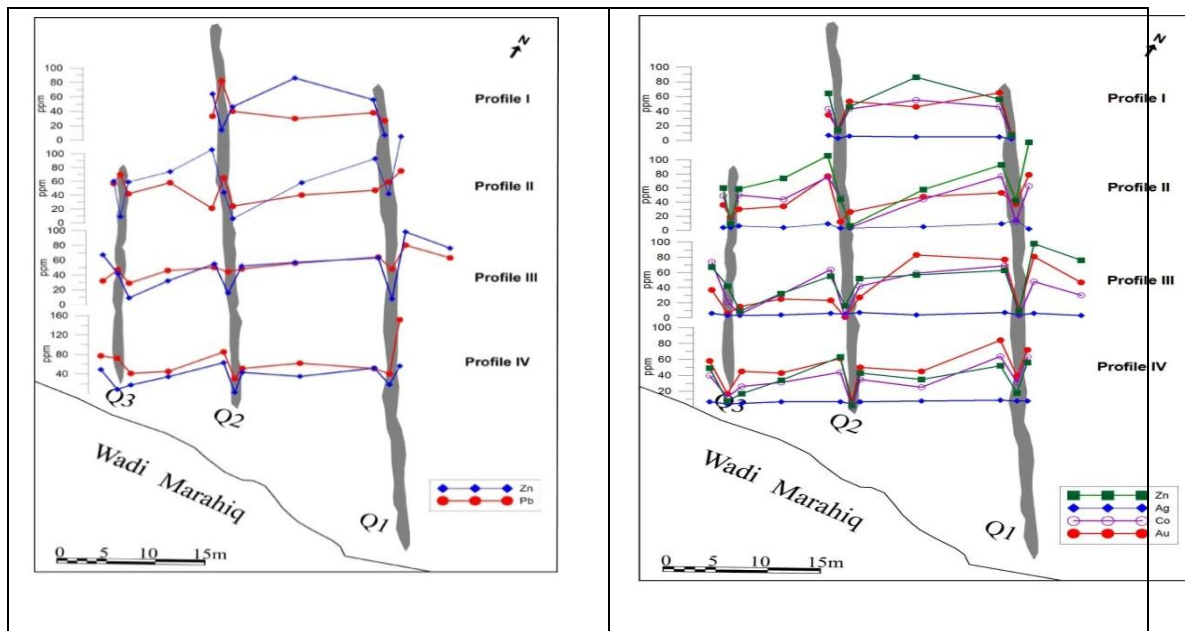 N
100
80
60
40
20
0
ppm
Profile I
100
80
60
40
20
0
ppm
Profile II
100
80
60
40
20
0
ppm
Profile III
160
120
80
40
ppm
Profile IV
Q3
Q2
Q1
Wadi Marahiq
Zn
Pb
0 5 10 15m
N
100
80
60
40
20
0
ppm
Profile I
100
80
60
40
20
0
ppm
Profile II
100
80
60
40
20
0
ppm
Profile III
100
80
60
40
20
ppm
Profile IV
Q3
Q2
Q1
Wadi Marahiq
Zn
Ag
Co
Au
0 5 10 15m